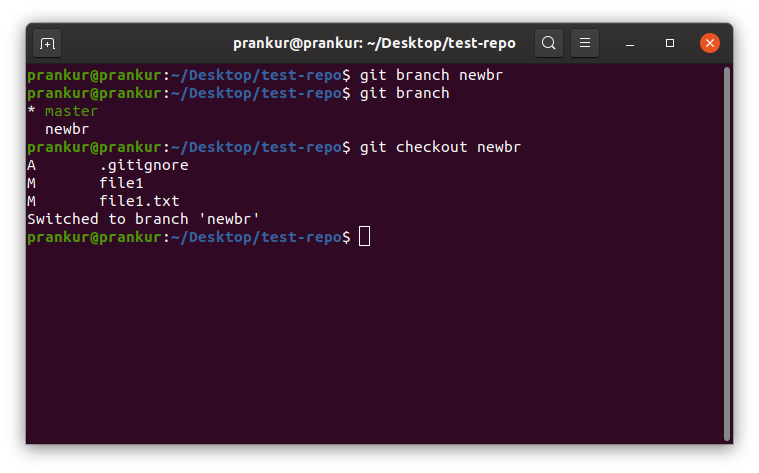 prankur@prankur: ~/Desktop/test-repo
prankur@prankur:~/Desktop/test-repo$ git branch newbr
prankur@prankur:~/Desktop/test-repo$ git branch
* master
  newbr
prankur@prankur:~/Desktop/test-repo$ git checkout newbr
A       .gitignore
M       file1
M       file1.txt
Switched to branch 'newbr'
prankur@prankur:~/Desktop/test-repo$